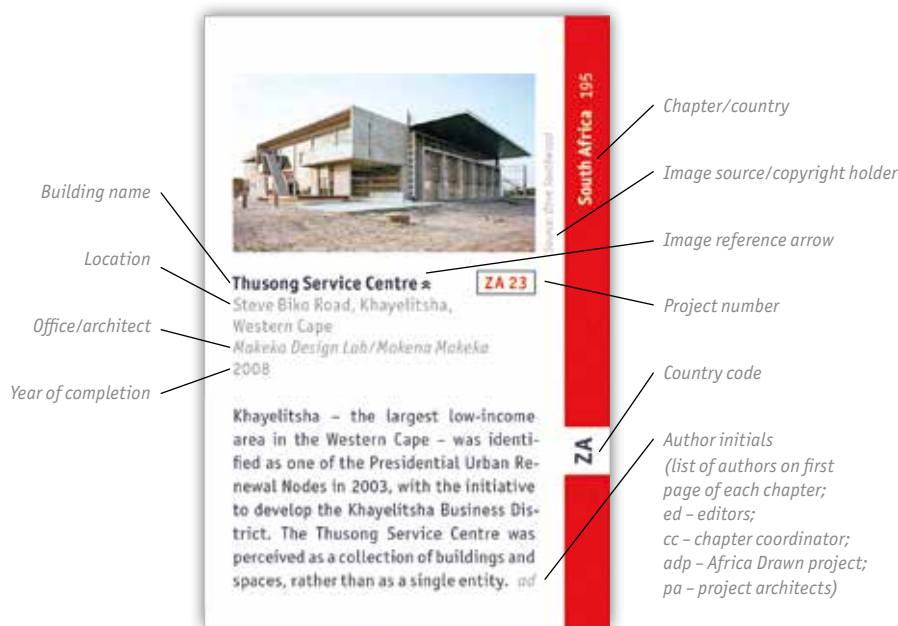 South Africa 195
Source: Dave Southwood
Thusong Service Centre
ZA 23
Steve Biko Road, Khayelitsha,
Western Cape
Makeka Design Lab/Mokena Makeka
2008
Khayelitsha – the largest low-income
area in the Western Cape – was identi-
fied as one of the Presidential Urban Re-
newal Nodes in 2003, with the initiative
to develop the Khayelitsha Business Dis-
trict. The Thusong Service Centre was
perceived as a collection of buildings and
spaces, rather than as a single entity. ad
ZA
Building name
Location
Office/architect
Year of completion
Chapter/country
Image source/copyright holder
Image reference arrow
Project number
Country code
Author initials
(list of authors on first
page of each chapter;
ed – editors;
cc – chapter coordinator;
adp – Africa Drawn project;
pa – project architects)